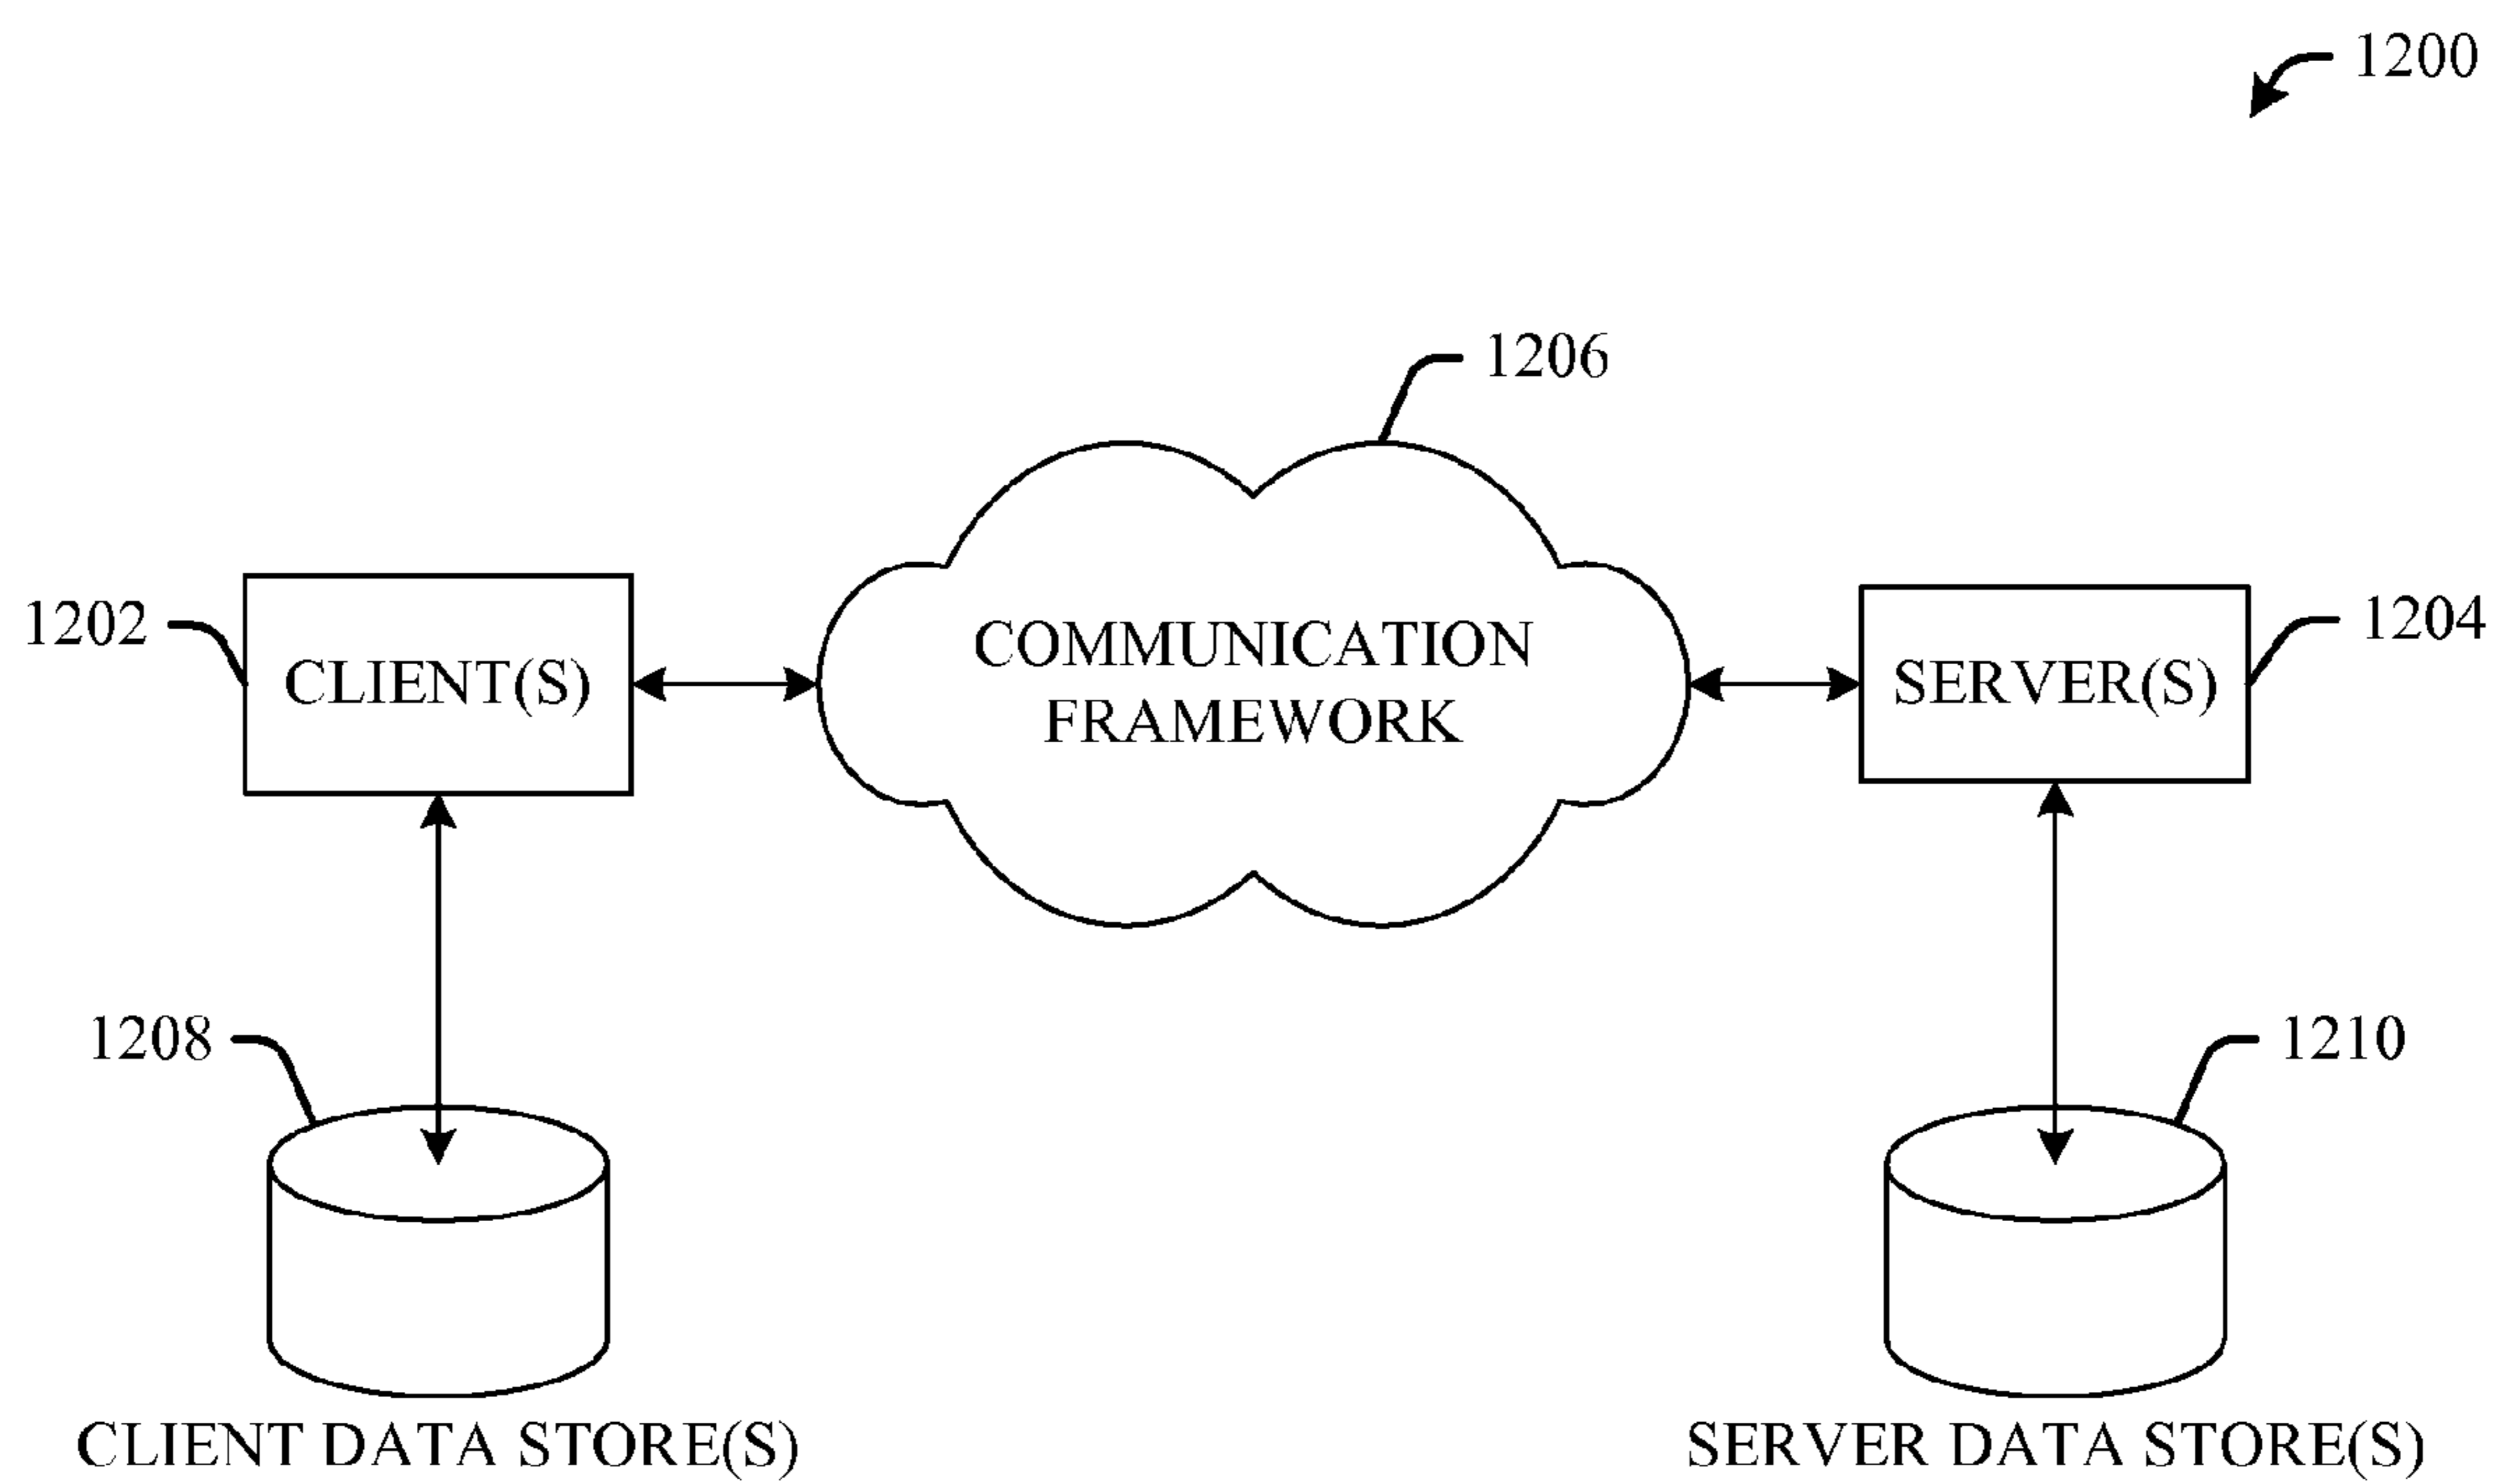 1200
1206
1202
CLIENT(S)
COMMUNICATION
FRAMEWORK
SERVER(S)
1204
1208
1210
CLIENT DATA STORE(S)
SERVER DATA STORE(S)